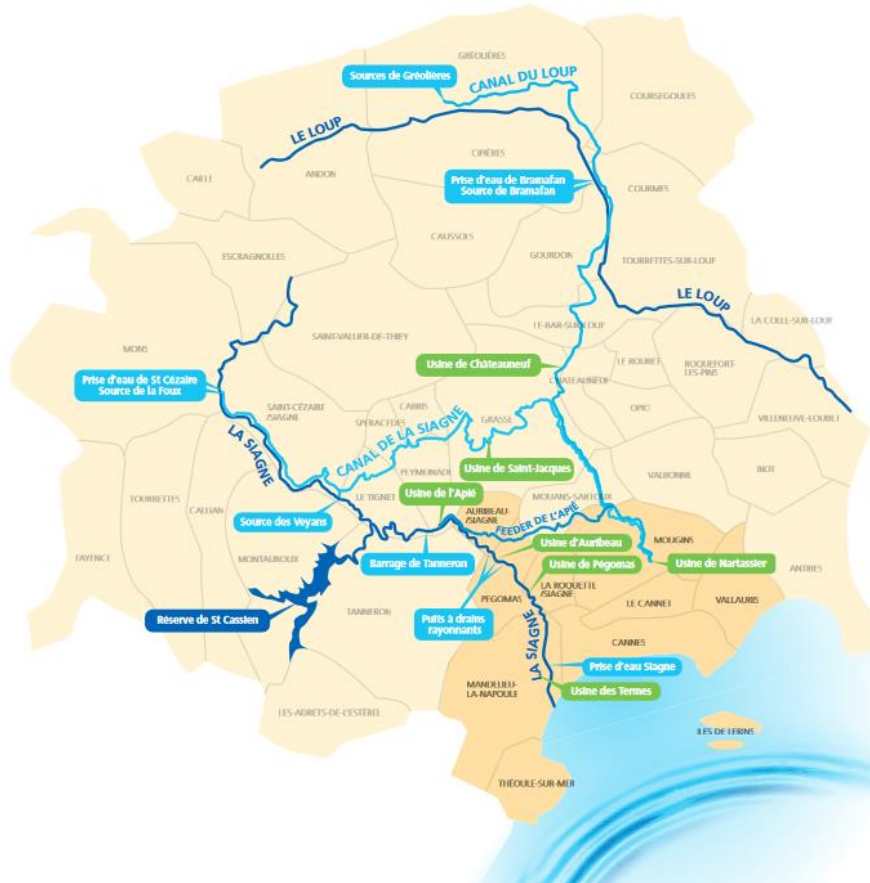 GRÉOLIÈRES
Sources de Gréolières
CANAL DU LOUP
COURSEGOULES
LE LOUP
CIPIÈRES
CAILLE
ANDON
Prise d'eau de Bramafan
Source de Bramafan
COURMES
CAUSSOLS
ESCRAGNOLLES
GOURDON
TOURRETTES-SUR-LOUP
LE LOUP
LA COLLE-SUR-LOUP
LE-BAR-SUR-LOUP
SAINT-VALLIER-DE-THIEY
MONS
Usine de Châteauneuf
LE ROURET
ROQUEFORT-
LES-PINS
CHATEAUNEUF
Prise d'eau de St Cézaire
Source de la Foux
SAINT-CÉZAIRE
/SIAGNE
CABRIS
SPERACEDES
GRASSE
OPIO
VILLENEUVE-LOUBET
LA SIAGNE
CANAL DE LA SIAGNE
Usine de Saint-Jacques
PEYMEINADE
VALBONNE
BIOT
TOURRETTES
CALLIAN
LE TIGNET
Usine de l'Apié
MOUANS-SARTOUX
AURIBEAU-
/SIAGNE
Source des Veyans
FEEDER DE L'APIÉ
MOUGINS
Usine d'Auribeau
FAYENCE
MONTAUROUX
Barrage de Tanneron
Usine de Pégomas
Usine de Nartassier
ANTIBES
LA ROQUETTE
/SIAGNE
PEGOMAS
LE CANNET
VALLAURIS
Réserve de St Cassien
TANNERON
Puits à drains
rayonnants
CANNES
LA SIAGNE
Prise d'eau Siagne
MANDELIEU-
LA-NAPOULE
Usine des Termes
LES-ADRETS-DE-L'ESTÉREL
ILES DE LERINS
THÉOULE-SUR-MER